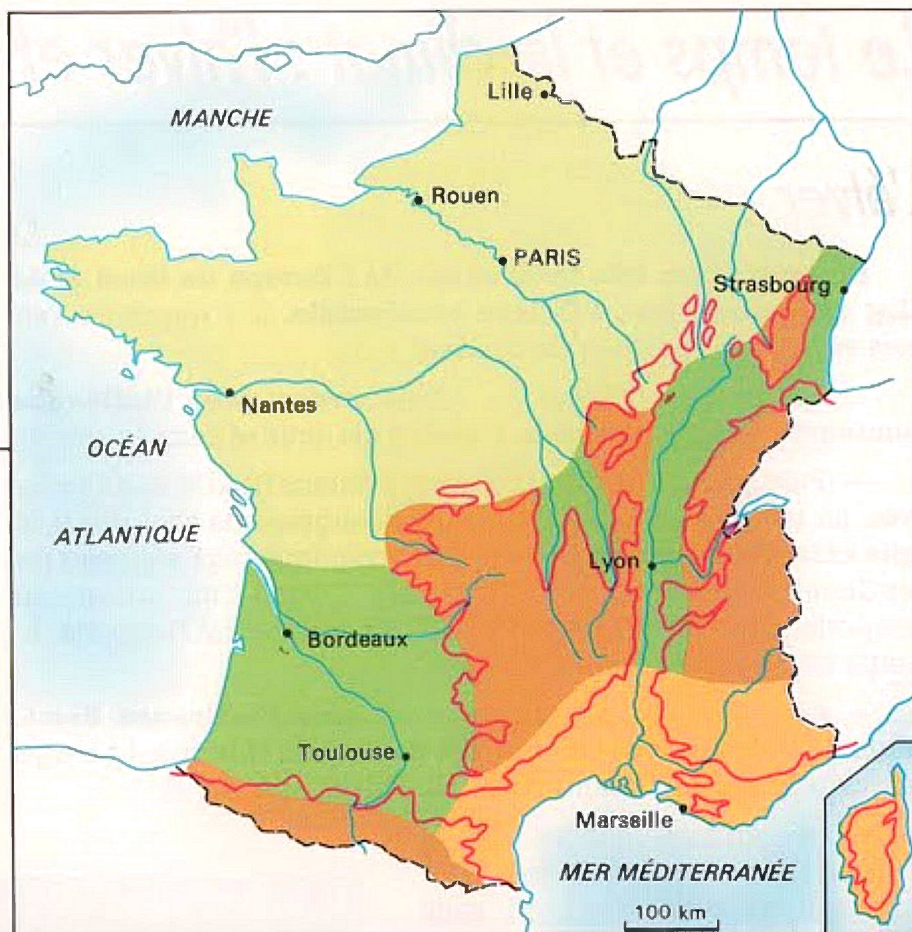 MANCHE
Lille
Rouen
PARIS
Strasbourg
Nantes
OCÉAN
ATLANTIQUE
Lyon
Bordeaux
Toulouse
Marseille
MER MÉDITERRANÉE
100 km